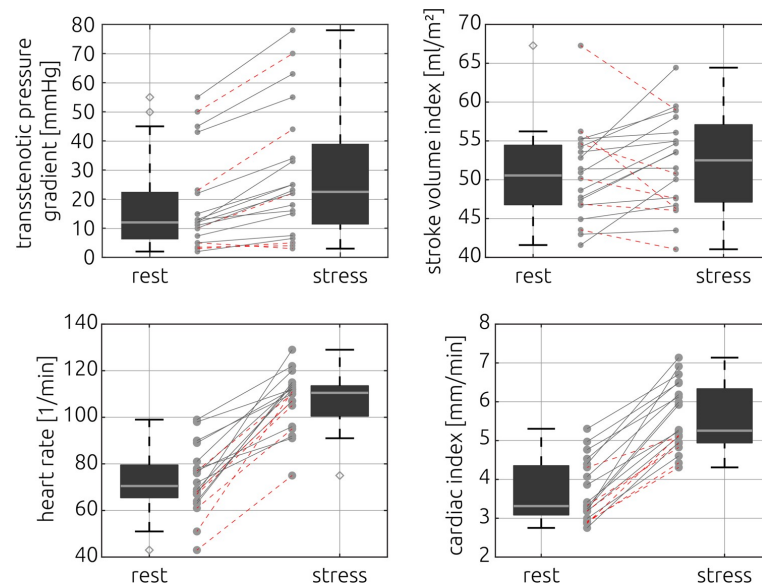 transstenotic pressure
gradient [mmHg]
80
70
60
50
40
30
20
10
0
rest
stress
stroke volume index [ml/m²]
70
65
60
55
50
45
40
rest
stress
heart rate [1/min]
140
120
100
80
60
40
rest
stress
cardiac index [mm/min]
8
7
6
5
4
3
2
rest
stress